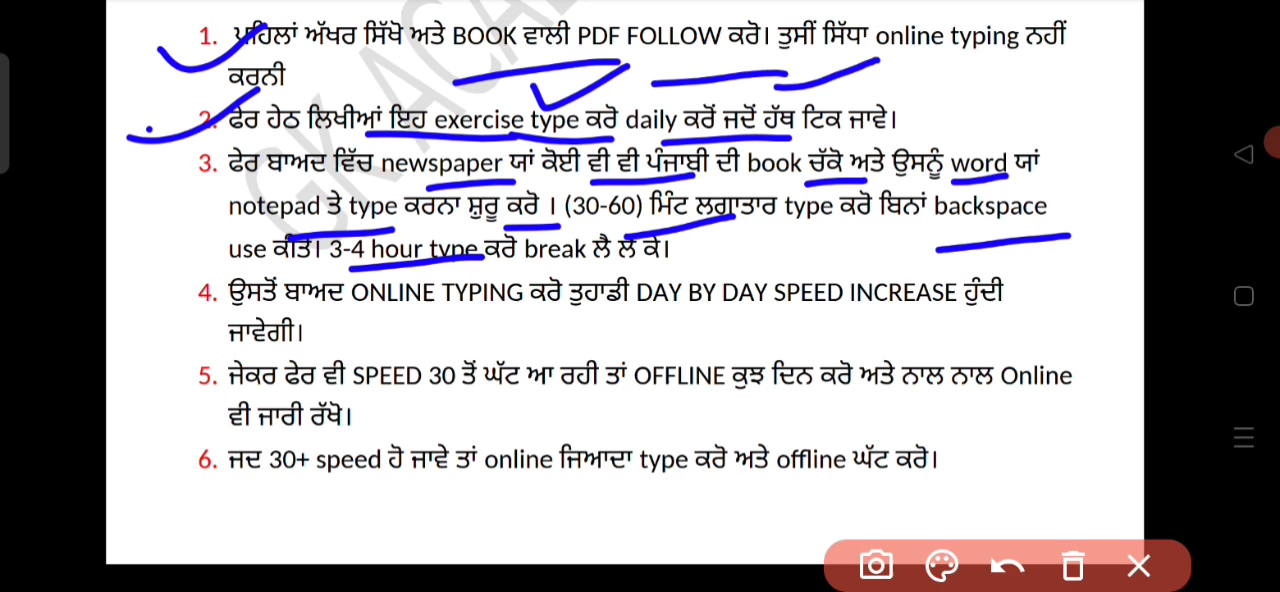 1. ਪਹਿਲਾਂ ਅੱਖਰ ਸਿੱਖੋ ਅਤੇ BOOK ਵਾਲੀ PDF FOLLOW ਕਰੋ। ਤੁਸੀਂ ਸਿੱਧਾ online typing ਨਹੀਂ
ਕਰਨੀ
2. ਫੇਰ ਹੇਠ ਲਿਖੀਆਂ ਇਹ exercise type ਕਰੋ daily ਕਰੋਂ ਜਦੋਂ ਹੱਥ ਟਿਕ ਜਾਵੇ।
3. ਫੇਰ ਬਾਅਦ ਵਿੱਚ newspaper ਯਾਂ ਕੋਈ ਵੀ ਵੀ ਪੰਜਾਬੀ ਦੀ book ਚੱਕੋ ਅਤੇ ਉਸਨੂੰ word ਯਾਂ
notepad ਤੇ type ਕਰਨਾ ਸ਼ੁਰੂ ਕਰੋ । (30-60) ਮਿੰਟ ਲਗਾਤਾਰ type ਕਰੋ ਬਿਨਾਂ backspace
use ਕੀਤੇ। 3-4 hour type ਕਰੋ break ਲੈ ਲੈ ਕੇ।
4. ਉਸਤੋਂ ਬਾਅਦ ONLINE TYPING ਕਰੋ ਤੁਹਾਡੀ DAY BY DAY SPEED INCREASE ਹੁੰਦੀ
ਜਾਵੇਗੀ।
5. ਜੇਕਰ ਫੇਰ ਵੀ SPEED 30 ਤੋਂ ਘੱਟ ਆ ਰਹੀ ਤਾਂ OFFLINE ਕੁਝ ਦਿਨ ਕਰੋ ਅਤੇ ਨਾਲ ਨਾਲ Online
ਵੀ ਜਾਰੀ ਰੱਖੋ।
6. ਜਦ 30+ speed ਹੋ ਜਾਵੇ ਤਾਂ online ਜਿਆਦਾ type ਕਰੋ ਅਤੇ offline ਘੱਟ ਕਰੋ।